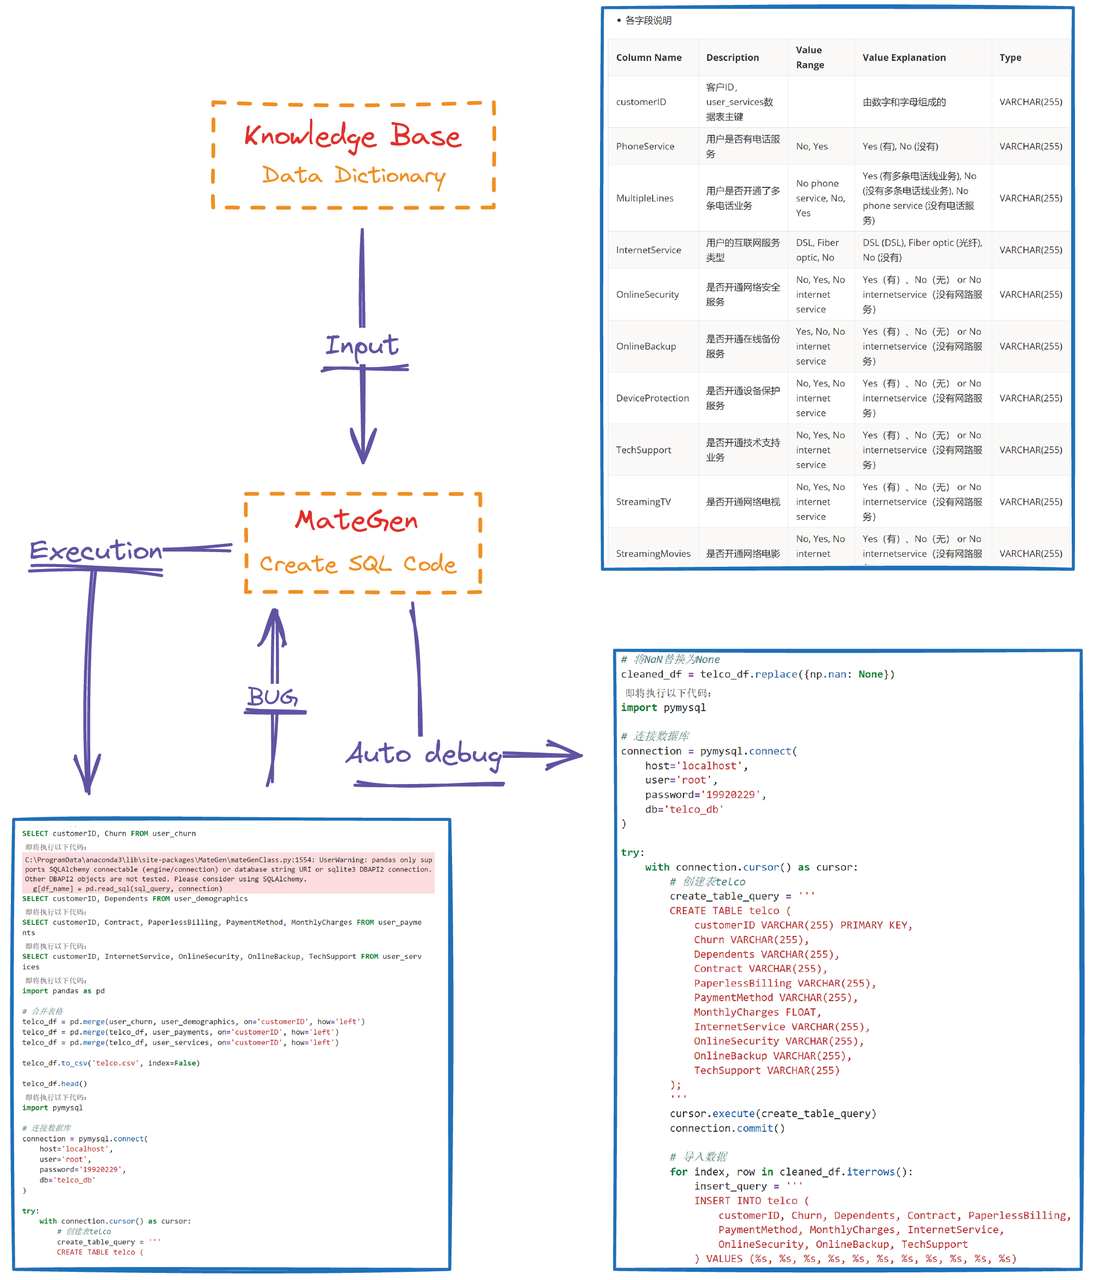 Knowledge Base
Data Dictionary
Input
MateGen
Create SQL Code
Execution
BUG
Auto debug
• 各字段说明
Column Name Description Value Range Value Explanation Type
customerID 客户ID，user_services数据表主键 由数字和字母组成的 VARCHAR(255)
PhoneService 用户是否有电话服务 No, Yes Yes (有), No (没有) VARCHAR(255)
MultipleLines 用户是否开通了多条电话业务 No phone service, No, Yes Yes (有多条电话线业务), No (没有多条电话线业务), No phone service (没有电话服务) VARCHAR(255)
InternetService 用户的互联网服务类型 DSL, Fiber optic, No DSL (DSL), Fiber optic (光纤), No (没有) VARCHAR(255)
OnlineSecurity 是否开通网络安全服务 No, Yes, No internet service Yes（有）、No（无） or No internetservice（没有网路服务） VARCHAR(255)
OnlineBackup 是否开通在线备份服务 Yes, No, No internet service Yes（有）、No（无） or No internetservice（没有网路服务） VARCHAR(255)
DeviceProtection 是否开通设备保护服务 No, Yes, No internet service Yes（有）、No（无） or No internetservice（没有网路服务） VARCHAR(255)
TechSupport 是否开通技术支持业务 No, Yes, No internet service Yes（有）、No（无） or No internetservice（没有网路服务） VARCHAR(255)
StreamingTV 是否开通网络电视 No, Yes, No internet service Yes（有）、No（无） or No internetservice（没有网路服务） VARCHAR(255)
StreamingMovies 是否开通网络电影 No, Yes, No internet Yes（有）、No（无） or No internetservice（没有网路服 VARCHAR(255)
SELECT customerID, Churn FROM user_churn
即将执行以下代码：
C:\ProgramData\anaconda3\lib\site-packages\MateGen\mateGenClass.py:1554: UserWarning: pandas only sup
ports SQLAlchemy connectable (engine/connection) or database string URI or sqlite3 DBAPI2 connection.
Other DBAPI2 objects are not tested. Please consider using SQLAlchemy.
g[df_name] = pd.read_sql(sql_query, connection)
SELECT customerID, Dependents FROM user_demographics
即将执行以下代码：
SELECT customerID, Contract, PaperlessBilling, PaymentMethod, MonthlyCharges FROM user_payme
nts
即将执行以下代码：
SELECT customerID, InternetService, OnlineSecurity, OnlineBackup, TechSupport FROM user_serv
ices
即将执行以下代码：
import pandas as pd
# 合并表格
telco_df = pd.merge(user_churn, user_demographics, on='customerID', how='left')
telco_df = pd.merge(telco_df, user_payments, on='customerID', how='left')
telco_df = pd.merge(telco_df, user_services, on='customerID', how='left')
telco_df.to_csv('telco.csv', index=False)
telco_df.head()
即将执行以下代码：
import pymysql
# 连接数据库
connection = pymysql.connect(
host='localhost',
user='root',
password='19920229',
db='telco_db'
)
try:
with connection.cursor() as cursor:
# 创建表telco
create_table_query = '''
CREATE TABLE telco (
# 将NaN替换为None
cleaned_df = telco_df.replace({np.nan: None})
即将执行以下代码：
import pymysql
# 连接数据库
connection = pymysql.connect(
host='localhost',
user='root',
password='19920229',
db='telco_db'
)
try:
with connection.cursor() as cursor:
# 创建表telco
create_table_query = '''
CREATE TABLE telco (
customerID VARCHAR(255) PRIMARY KEY,
Churn VARCHAR(255),
Dependents VARCHAR(255),
Contract VARCHAR(255),
PaperlessBilling VARCHAR(255),
PaymentMethod VARCHAR(255),
MonthlyCharges FLOAT,
InternetService VARCHAR(255),
OnlineSecurity VARCHAR(255),
OnlineBackup VARCHAR(255),
TechSupport VARCHAR(255)
);
'''
cursor.execute(create_table_query)
connection.commit()
# 导入数据
for index, row in cleaned_df.iterrows():
insert_query = '''
INSERT INTO telco (
customerID, Churn, Dependents, Contract, PaperlessBilling,
PaymentMethod, MonthlyCharges, InternetService,
OnlineSecurity, OnlineBackup, TechSupport
) VALUES (%s, %s, %s, %s, %s, %s, %s, %s, %s, %s, %s)